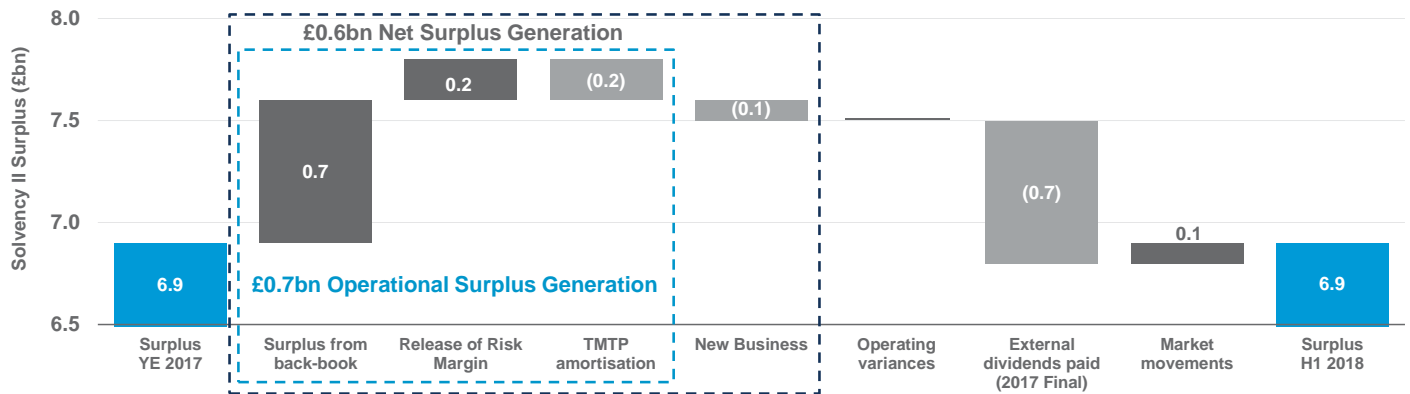 Solvency II Surplus (£bn)
8.0
7.5
7.0
6.5
£0.6bn Net Surplus Generation
£0.7bn Operational Surplus Generation
6.9
0.7
0.2
(0.2)
(0.1)
(0.7)
0.1
6.9
Surplus
YE 2017
Surplus from
back-book
Release of Risk
Margin
TMTP
amortisation
New Business
Operating
variances
External
dividends paid
(2017 Final)
Market
movements
Surplus
H1 2018